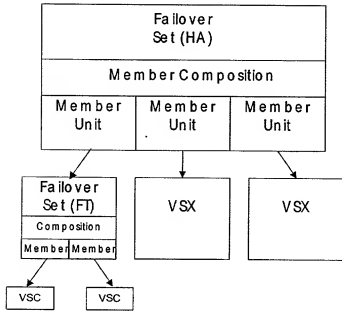 Failover
Set (HA)
Member Composition
Member Member Member
Unit Unit Unit
Failover
Set (FT)
Composition
Member Member
VSX
VSX
VSC VSC